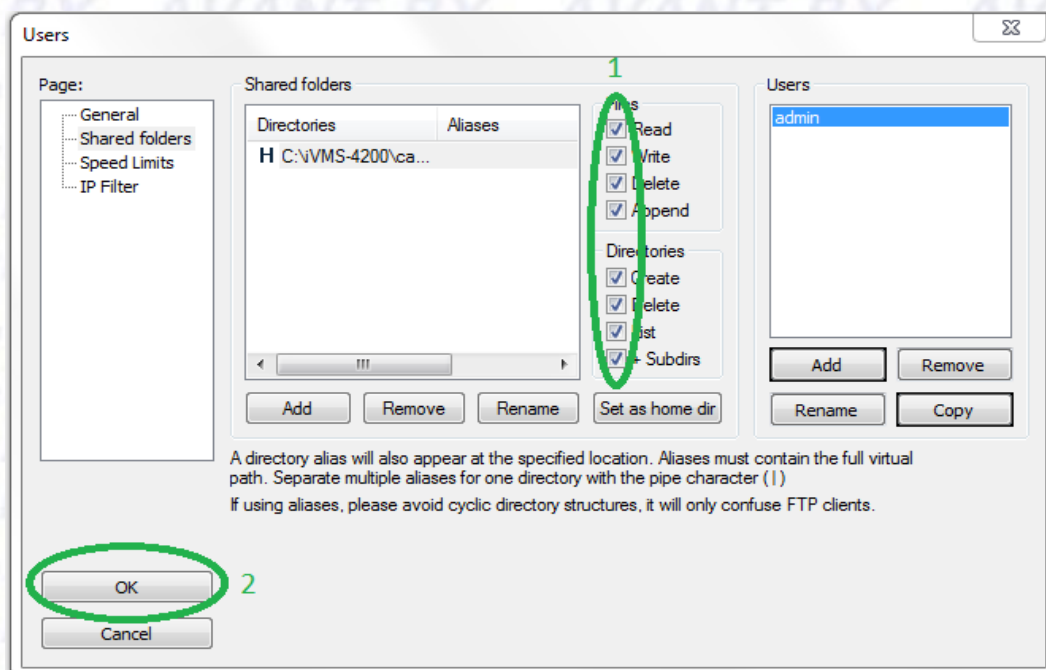 Users
Page:
General
Shared folders
Speed Limits
IP Filter
Shared folders
Directories Aliases
H C:\iVMS-4200\ca...
Add Remove Rename Set as home dir
1
Files
Read
Write
Delete
Append
Directories
Create
Delete
List
+ Subdirs
Users
admin
Add Remove
Rename Copy
A directory alias will also appear at the specified location. Aliases must contain the full virtual
path. Separate multiple aliases for one directory with the pipe character (|)
If using aliases, please avoid cyclic directory structures, it will only confuse FTP clients.
OK 2
Cancel